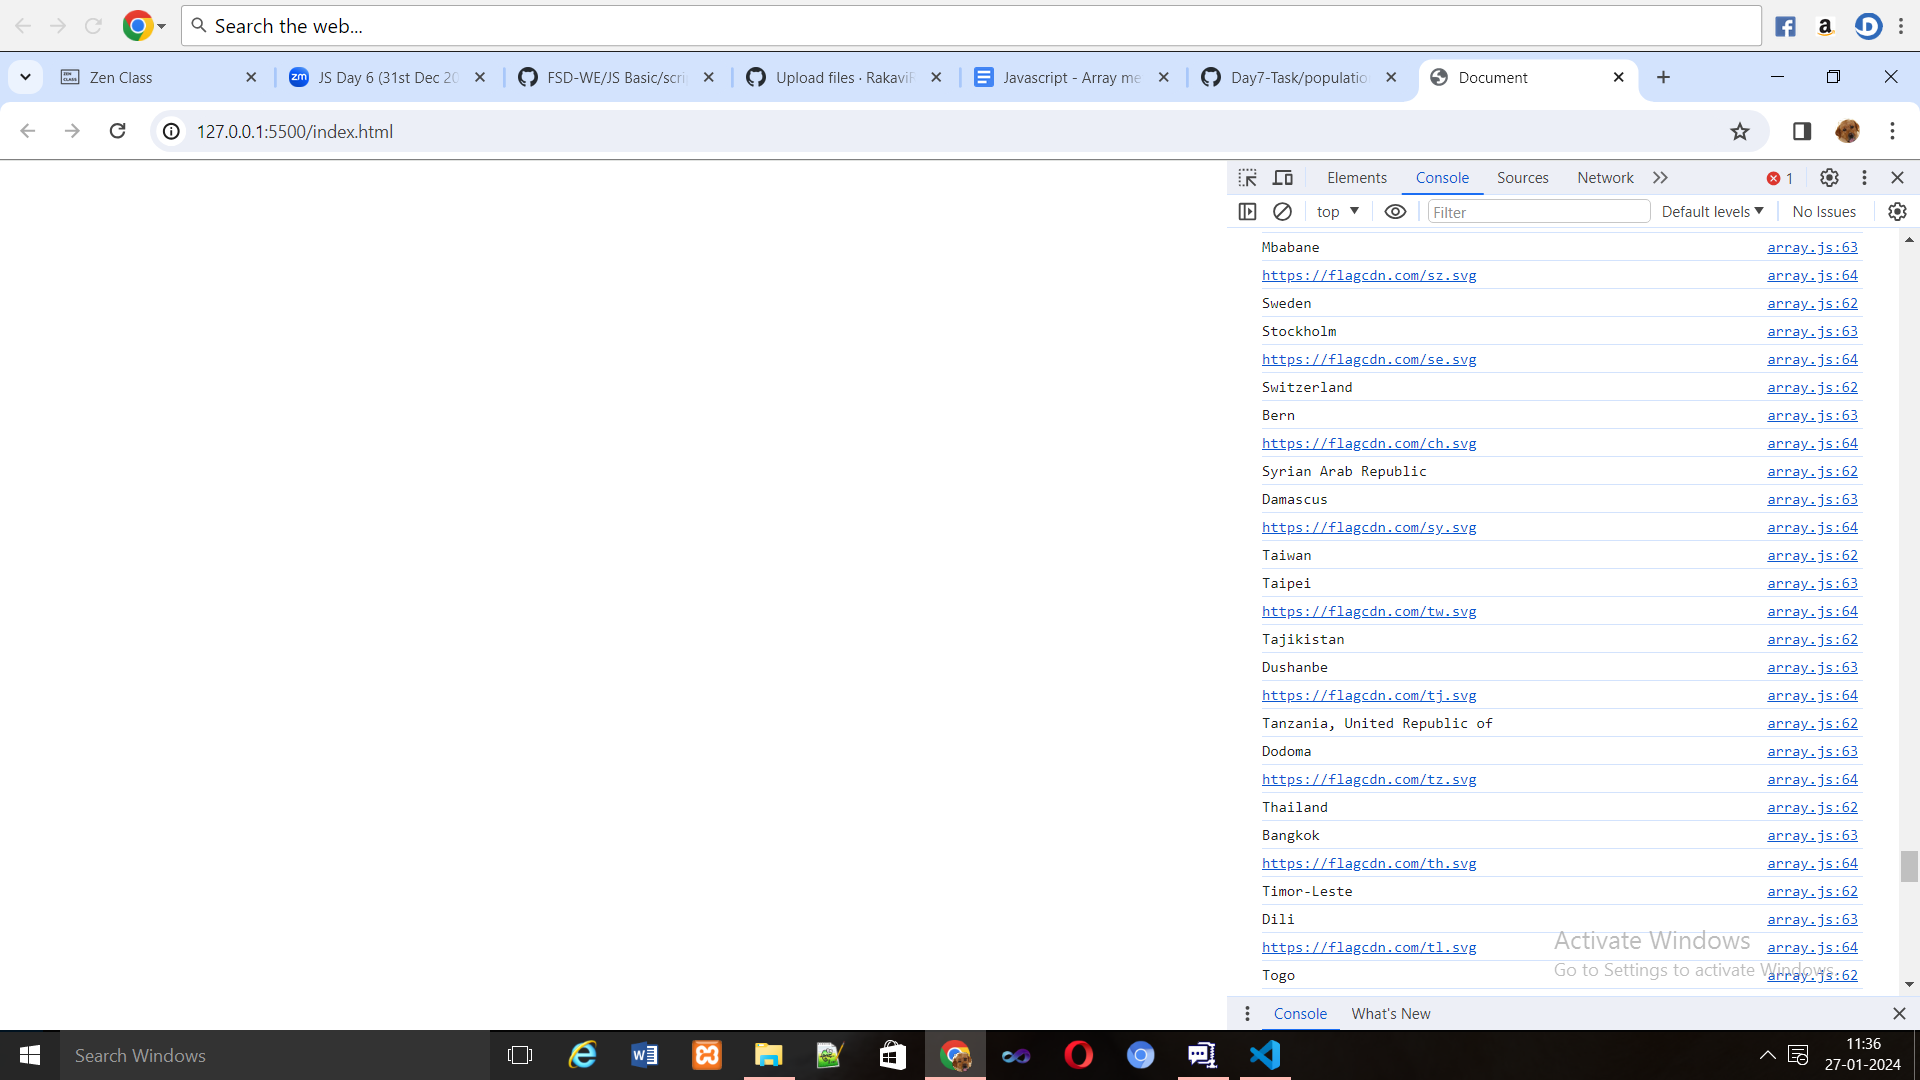 Search the web...
Zen Class
JS Day 6 (31st Dec 20
FSD-WE/JS Basic/scri
Upload files · RakaviR
Javascript - Array me
Day7-Task/populatio
Document
127.0.0.1:5500/index.html
Elements Console Sources Network 1
top Filter Default levels No Issues
Mbabane array.js:63
https://flagcdn.com/sz.svg array.js:64
Sweden array.js:62
Stockholm array.js:63
https://flagcdn.com/se.svg array.js:64
Switzerland array.js:62
Bern array.js:63
https://flagcdn.com/ch.svg array.js:64
Syrian Arab Republic array.js:62
Damascus array.js:63
https://flagcdn.com/sy.svg array.js:64
Taiwan array.js:62
Taipei array.js:63
https://flagcdn.com/tw.svg array.js:64
Tajikistan array.js:62
Dushanbe array.js:63
https://flagcdn.com/tj.svg array.js:64
Tanzania, United Republic of array.js:62
Dodoma array.js:63
https://flagcdn.com/tz.svg array.js:64
Thailand array.js:62
Bangkok array.js:63
https://flagcdn.com/th.svg array.js:64
Timor-Leste array.js:62
Dili array.js:63
Activate Windows
https://flagcdn.com/tl.svg array.js:64
Go to Settings to activate Windows.
Togo array.js:62
Console What's New
Search Windows
11:36
27-01-2024